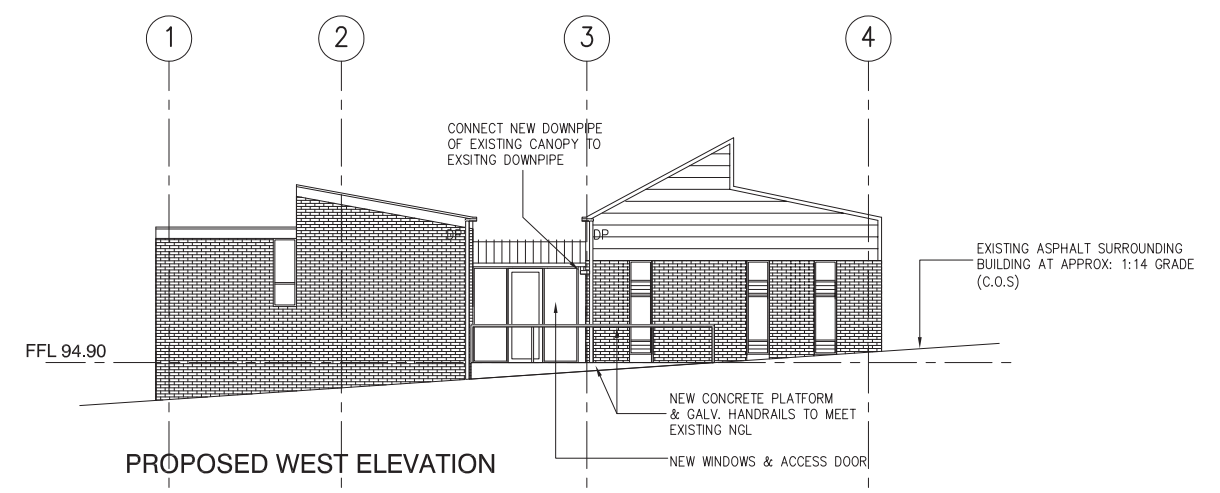 1 2 3 4
CONNECT NEW DOWNPIPE
OF EXISTING CANOPY TO
EXSITNG DOWNPIPE
DP DP
EXISTING ASPHALT SURROUNDING
BUILDING AT APPROX: 1:14 GRADE
(C.O.S)
FFL 94.90
NEW CONCRETE PLATFORM
& GALV. HANDRAILS TO MEET
EXISTING NGL
NEW WINDOWS & ACCESS DOOR
PROPOSED WEST ELEVATION